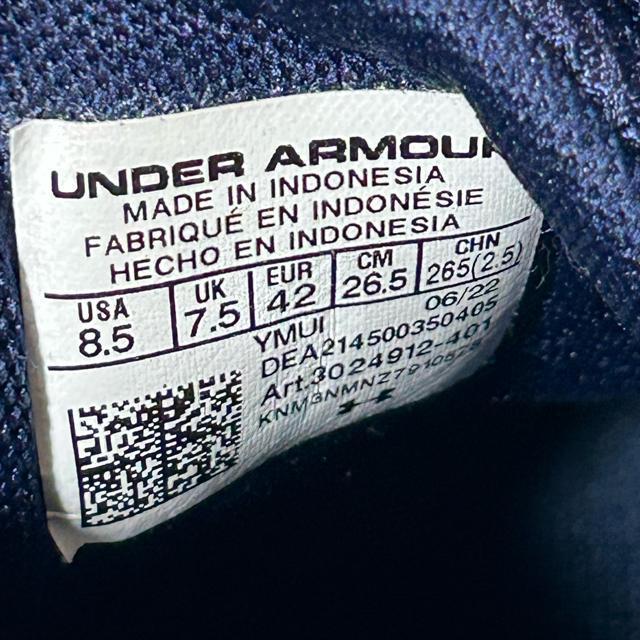 UNDER ARMOUR
MADE IN INDONESIA
FABRIQUÉ EN INDONÉSIE
HECHO EN INDONESIA
USA UK EUR CM CHN
8.5 7.5 42 26.5 265(2.5)
06/22
YMUI
DEA214500350405
Art.3024912-401